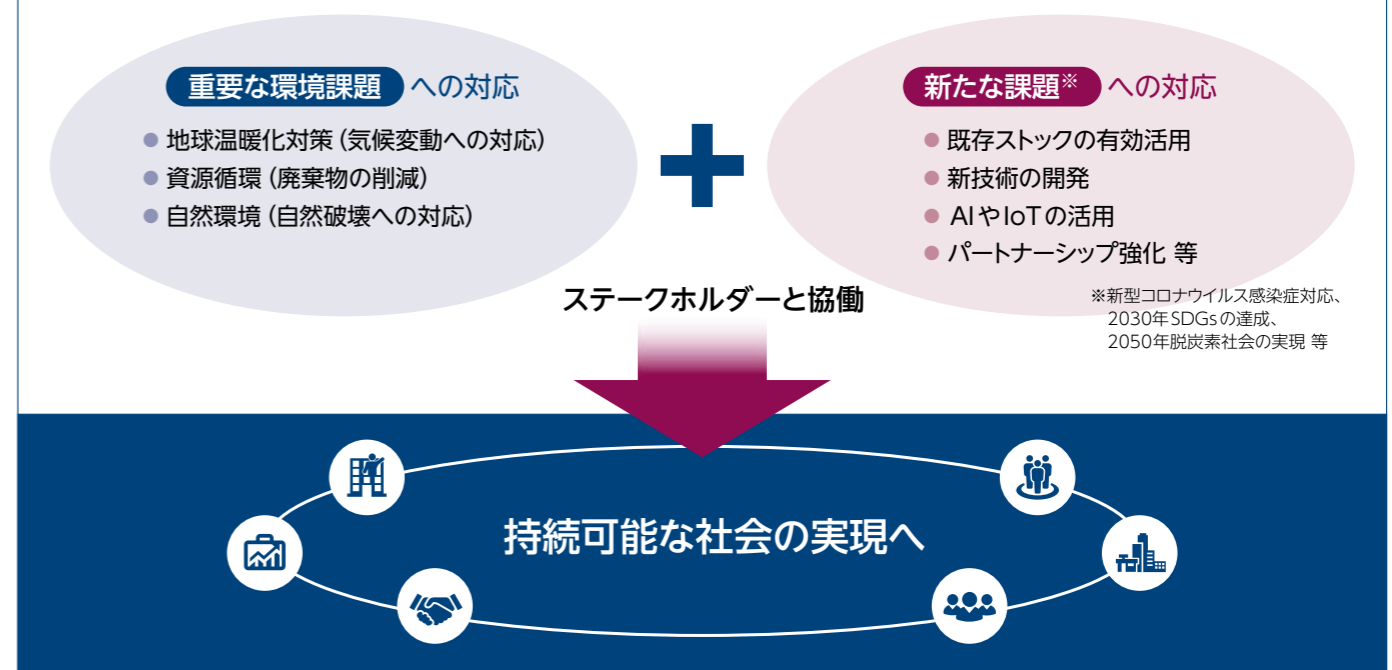 重要な環境課題 への対応
● 地球温暖化対策（気候変動への対応）
● 資源循環（廃棄物の削減）
● 自然環境（自然破壊への対応）
新たな課題※ への対応
● 既存ストックの有効活用
● 新技術の開発
● AIやIoTの活用
● パートナーシップ強化 等
※新型コロナウイルス感染症対応、
2030年SDGsの達成、
2050年脱炭素社会の実現 等
ステークホルダーと協働
持続可能な社会の実現へ